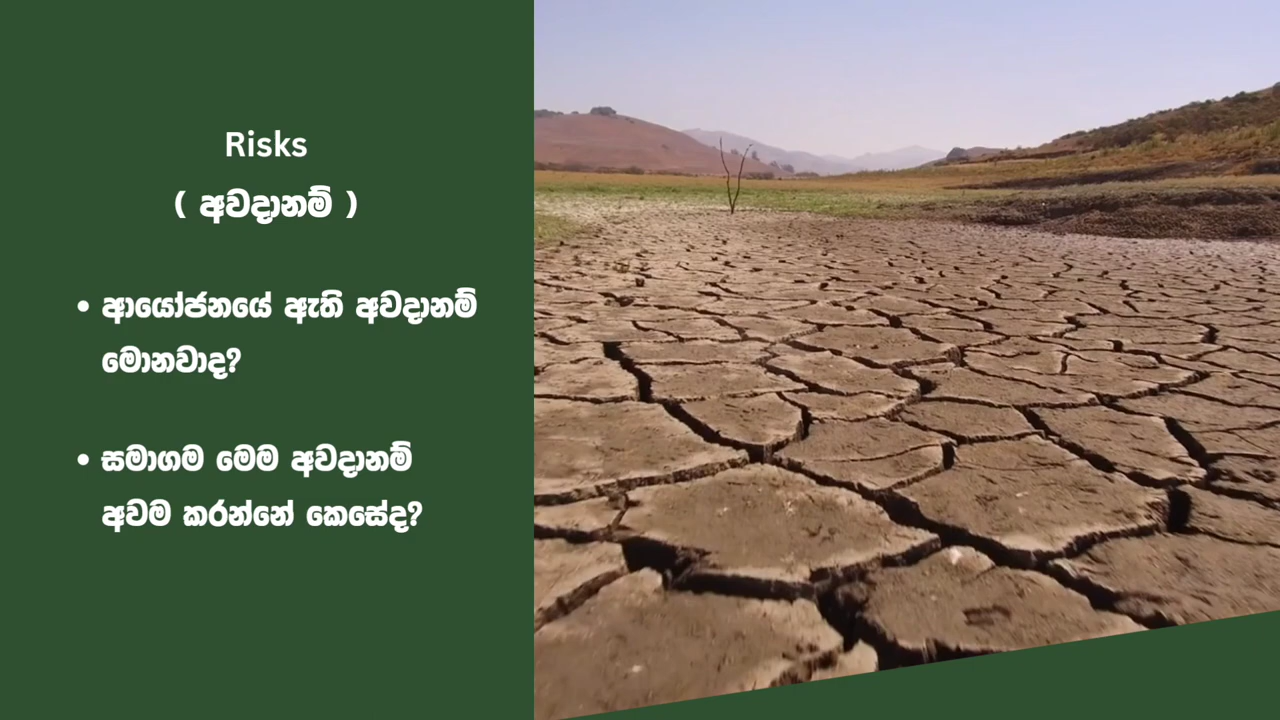 Risks
( අවදානම් )
• ආයෝජනයේ ඇති අවදානම්
මොනවාද?
• සමාගම මෙම අවදානම්
අවම කරන්නේ කෙසේද?